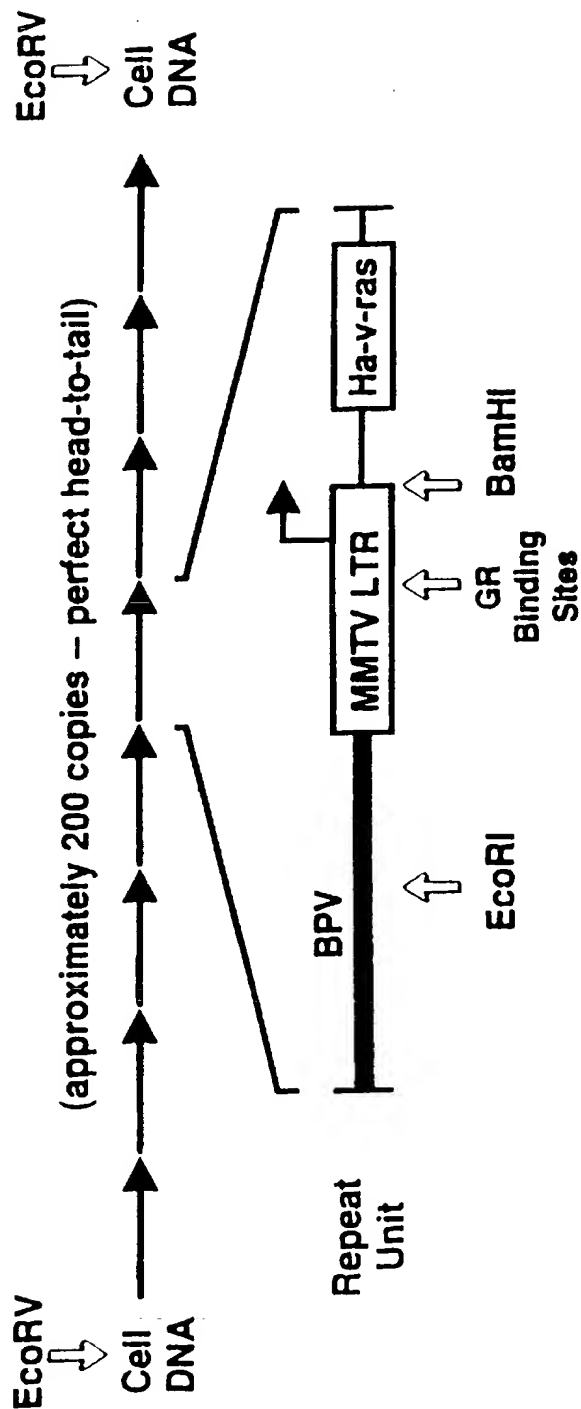 EcoRV
EcoRV
(approximately 200 copies – perfect head-to-tail)
Cell
DNA
Cell
DNA
Repeat
Unit
BPV
MMTV LTR
Ha-v-ras
EcoRI
GR
Binding
Sites
BamHI